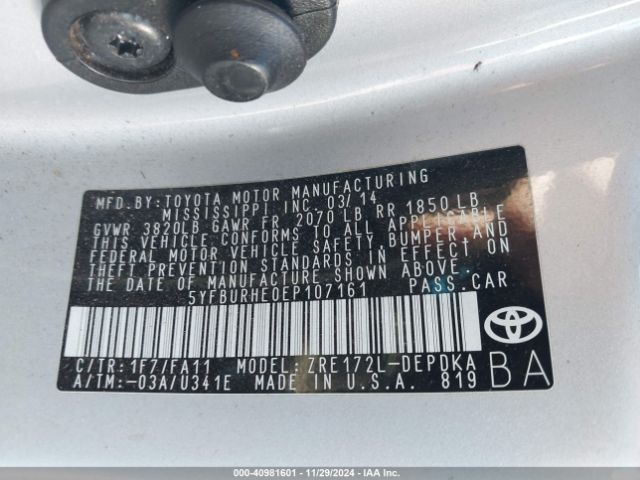 MFD.BY:TOYOTA MOTOR MANUFACTURING
MISSISSIPPI,INC. 03/14
GVWR 3820LB GAWR FR 2070 LB RR 1850 LB
THIS VEHICLE CONFORMS TO ALL APPLICABLE
FEDERAL MOTOR VEHICLE SAFETY, BUMPER AND
THEFT PREVENTION STANDARDS IN EFFECT ON
THE DATE OF MANUFACTURE SHOWN ABOVE.
5YFBURHE0EP107161 PASS.CAR
TOYOTA
C/TR:1F7/FA11 MODEL: ZRE172L-DEPDKA
A/TM:-03A/U341E MADE IN U.S.A. 819
BA
000-40981601 - 11/29/2024 - IAAI.com